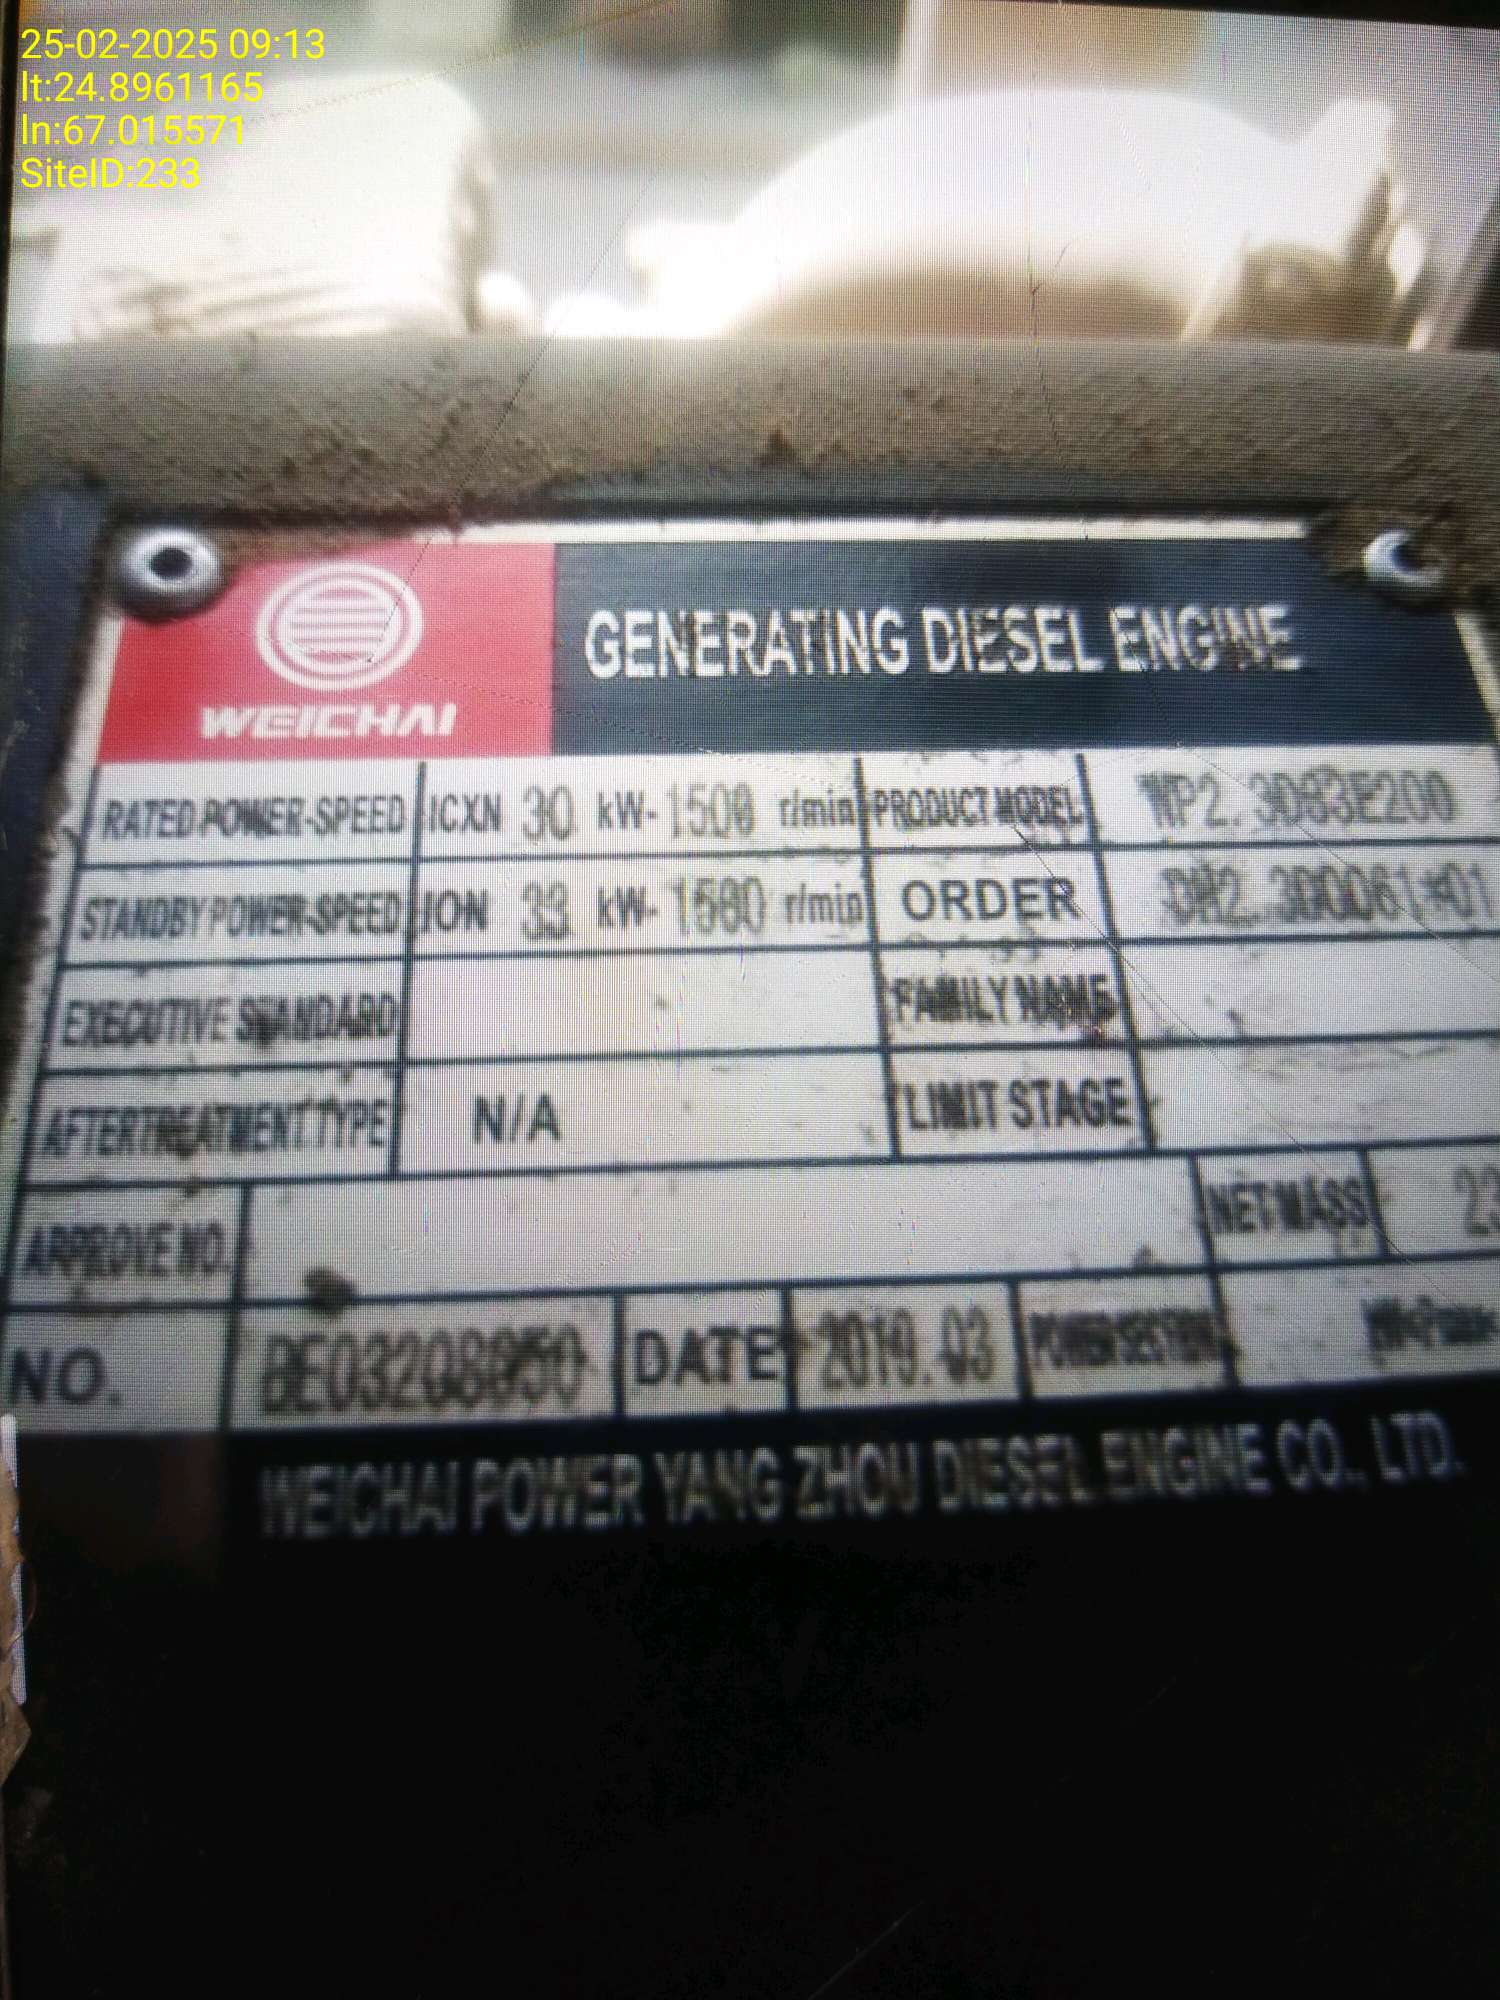 25-02-2025 09:13
lt:24.8961165
ln:67.015571
SiteID:233
WEICHAI
GENERATING DIESEL ENGINE
RATED POWER-SPEED ICXN 30 kW- 1500 r/min PRODUCT MODEL
STANDBY POWER-SPEED ION 33 kW- 1500 r/min ORDER
EXECUTIVE STANDARD FAMILY NAME
AFTERTREATMENT TYPE N/A LIMIT STAGE
APPROVE NO. NET MASS
NO. DATE 2019.03
WEICHAI POWER YANG ZHOU DIESEL ENGINE CO., LTD.